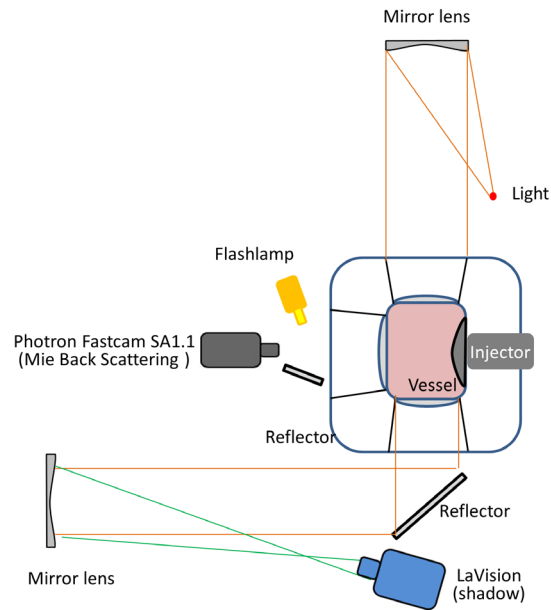 Mirror lens
Light
Flashlamp
Photron Fastcam SA1.1
(Mie Back Scattering )
Injector
Vessel
Reflector
Reflector
Mirror lens
LaVision
(shadow)